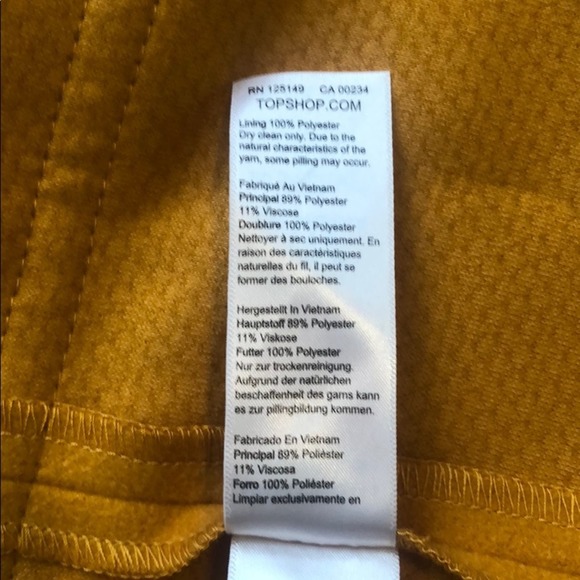 RN 125149 CA 00234
TOPSHOP.COM
Lining 100% Polyester
Dry clean only. Due to the
natural characteristics of the
yarn, some pilling may occur.
Fabriqué Au Vietnam
Principal 89% Polyester
11% Viscose
Doublure 100% Polyester
Nettoyer à sec uniquement. En
raison des caractéristiques
naturelles du fil, il peut se
former des bouloches.
Hergestellt In Vietnam
Hauptstoff 89% Polyester
11% Viskose
Futter 100% Polyester
Nur zur trockenreinigung.
Aufgrund der natürlichen
beschaffenheit des garns kann
es zur pillingbildung kommen.
Fabricado En Vietnam
Principal 89% Poliéster
11% Viscosa
Forro 100% Poliéster
Limpiar exclusivamente en